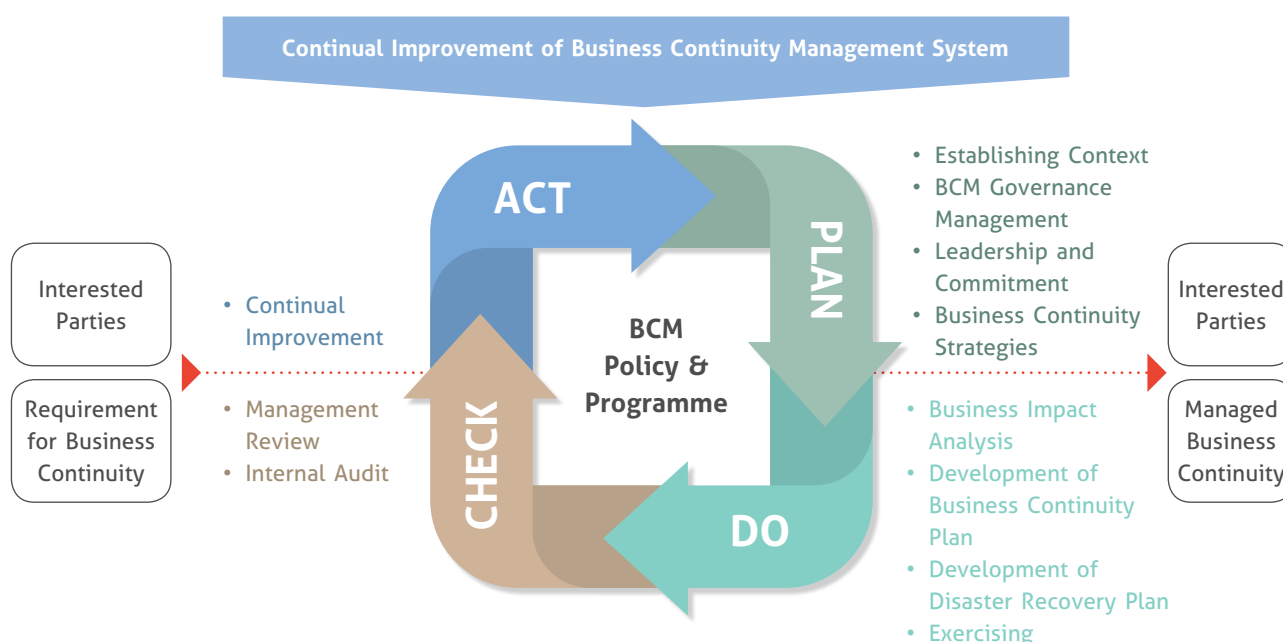 Continual Improvement of Business Continuity Management System
ACT
PLAN
DO
CHECK
BCM
Policy &
Programme
Interested
Parties
Requirement
for Business
Continuity
• Continual
Improvement
• Management
Review
• Internal Audit
• Establishing Context
• BCM Governance
Management
• Leadership and
Commitment
• Business Continuity
Strategies
• Business Impact
Analysis
• Development of
Business Continuity
Plan
• Development of
Disaster Recovery Plan
• Exercising
Interested
Parties
Managed
Business
Continuity